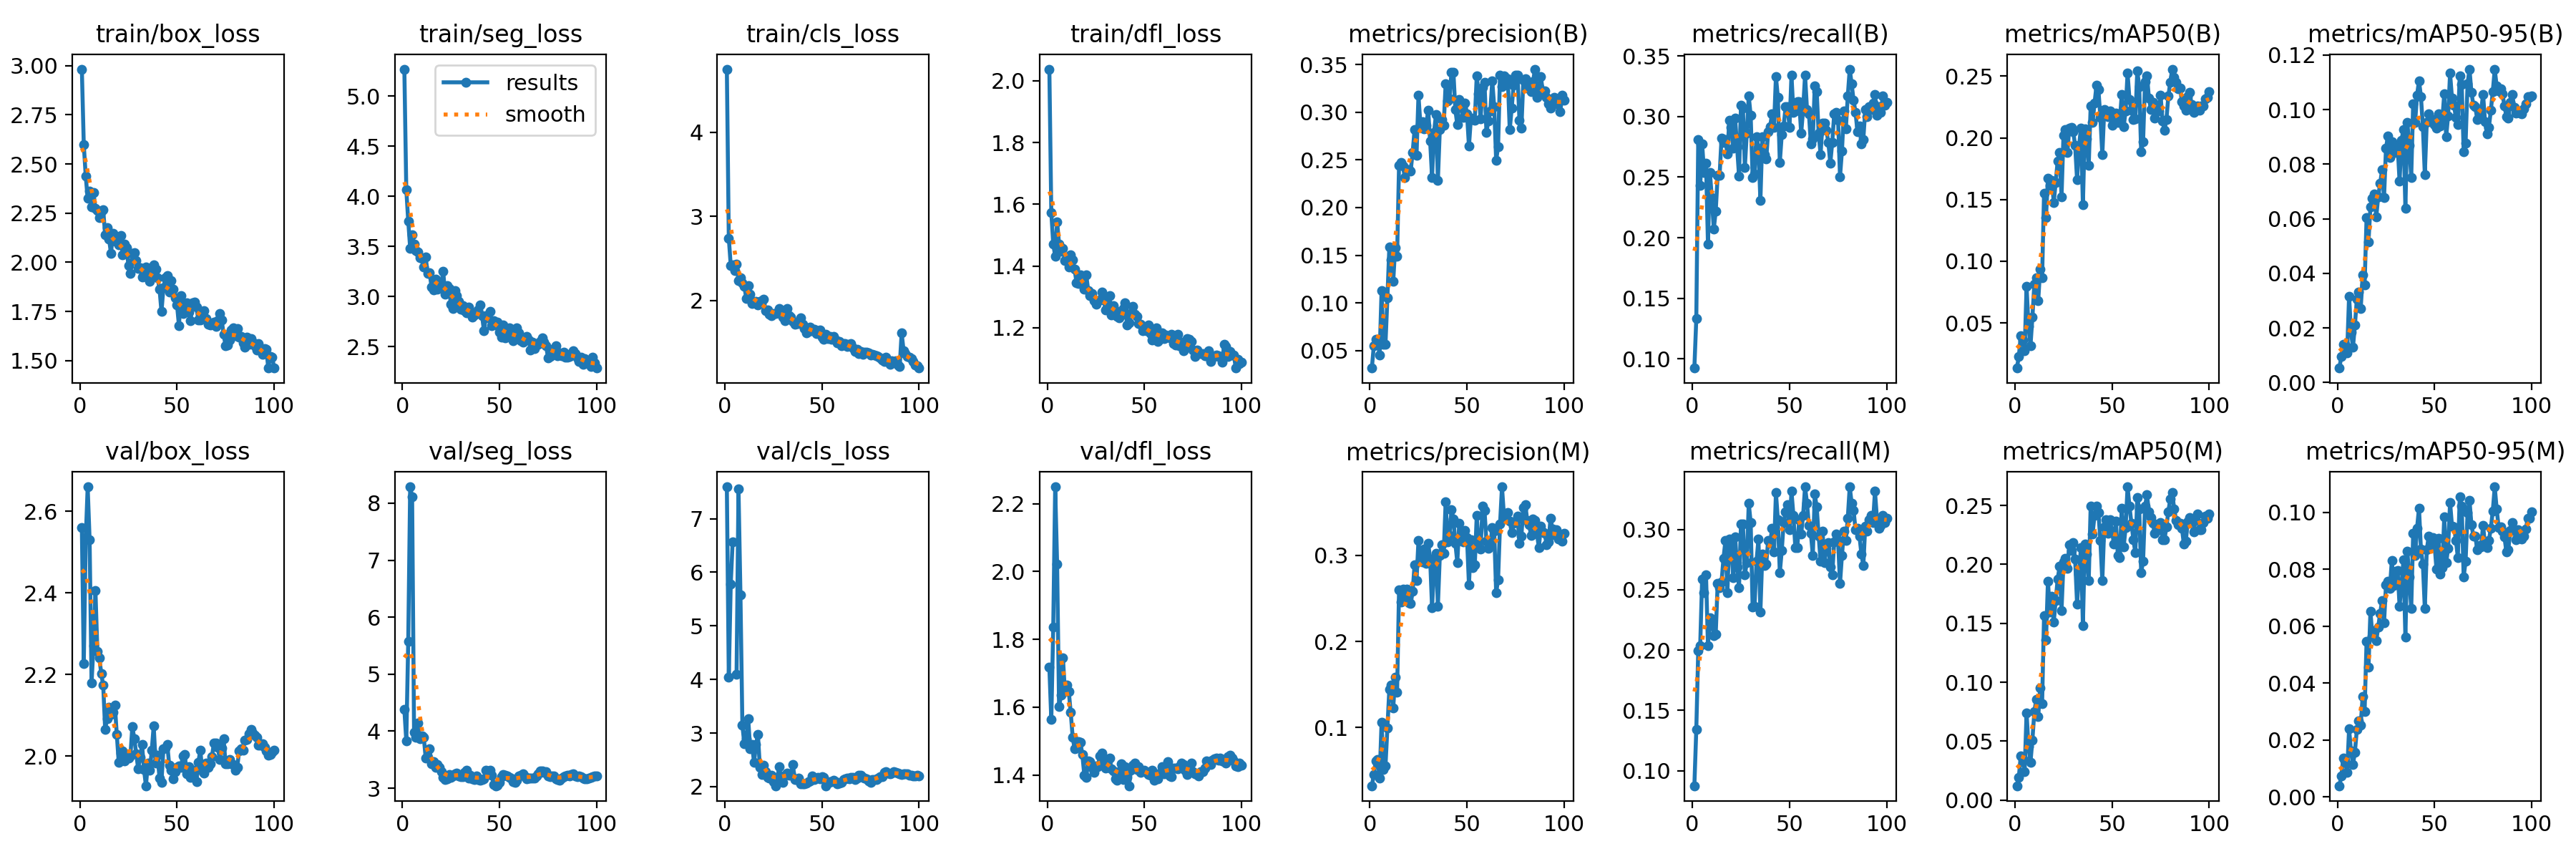 train/box_loss
3.00
2.75
2.50
2.25
2.00
1.75
1.50
0 50 100
train/seg_loss
results
smooth
5.0
4.5
4.0
3.5
3.0
2.5
0 50 100
train/cls_loss
4
3
2
0 50 100
train/dfl_loss
2.0
1.8
1.6
1.4
1.2
0 50 100
metrics/precision(B)
0.35
0.30
0.25
0.20
0.15
0.10
0.05
0 50 100
metrics/recall(B)
0.35
0.30
0.25
0.20
0.15
0.10
0 50 100
metrics/mAP50(B)
0.25
0.20
0.15
0.10
0.05
0 50 100
metrics/mAP50-95(B)
0.12
0.10
0.08
0.06
0.04
0.02
0.00
0 50 100
val/box_loss
2.6
2.4
2.2
2.0
0 50 100
val/seg_loss
8
7
6
5
4
3
0 50 100
val/cls_loss
7
6
5
4
3
2
0 50 100
val/dfl_loss
2.2
2.0
1.8
1.6
1.4
0 50 100
metrics/precision(M)
0.3
0.2
0.1
0 50 100
metrics/recall(M)
0.30
0.25
0.20
0.15
0.10
0 50 100
metrics/mAP50(M)
0.25
0.20
0.15
0.10
0.05
0.00
0 50 100
metrics/mAP50-95(M)
0.10
0.08
0.06
0.04
0.02
0.00
0 50 100